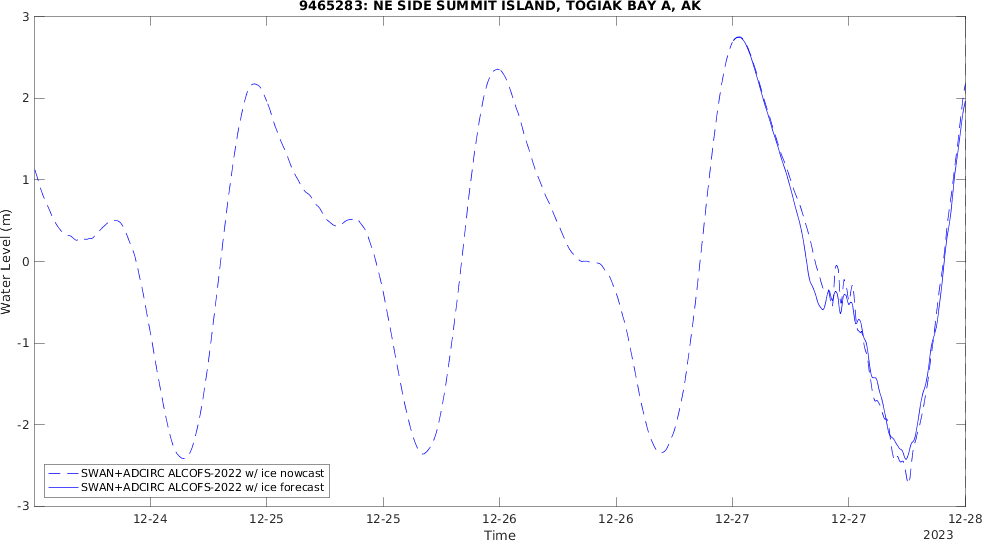 9465283: NE SIDE SUMMIT ISLAND, TOGIAK BAY A, AK
3
2
1
0
-1
-2
-3
Water Level (m)
SWAN+ADCIRC ALCOFS-2022 w/ ice nowcast
SWAN+ADCIRC ALCOFS-2022 w/ ice forecast
12-24 12-25 12-25 12-26 12-26 12-27 12-27 12-28
Time
2023